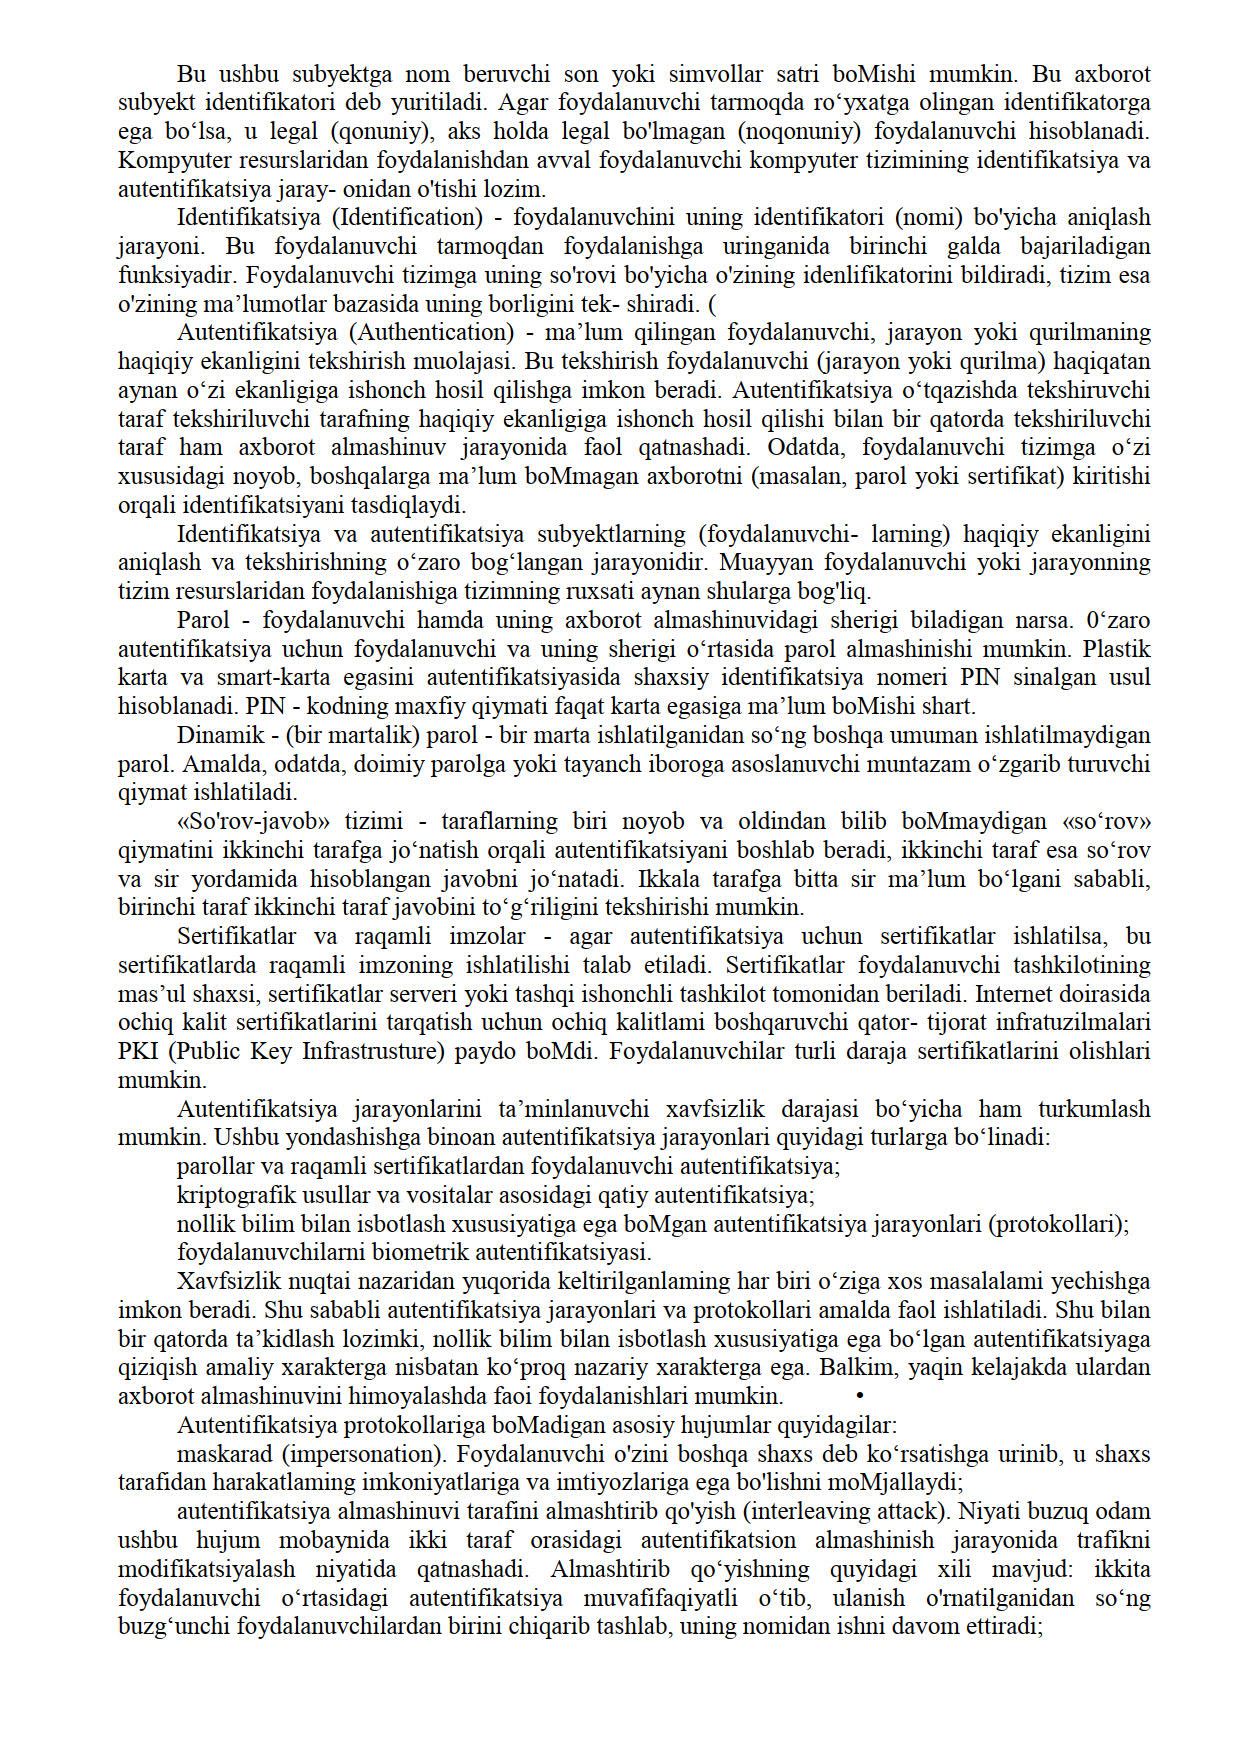 Bu ushbu subyektga nom beruvchi son yoki simvollar satri boMishi mumkin. Bu axborot
subyekt identifikatori deb yuritiladi. Agar foydalanuvchi tarmoqda ro‘yxatga olingan identifikatorga
ega bo‘lsa, u legal (qonuniy), aks holda legal bo'lmagan (noqonuniy) foydalanuvchi hisoblanadi.
Kompyuter resurslaridan foydalanishdan avval foydalanuvchi kompyuter tizimining identifikatsiya va
autentifikatsiya jaray- onidan o'tishi lozim.
Identifikatsiya (Identification) - foydalanuvchini uning identifikatori (nomi) bo'yicha aniqlash
jarayoni. Bu foydalanuvchi tarmoqdan foydalanishga uringanida birinchi galda bajariladigan
funksiyadir. Foydalanuvchi tizimga uning so'rovi bo'yicha o'zining idenlifikatorini bildiradi, tizim esa
o'zining ma’lumotlar bazasida uning borligini tek- shiradi. (
Autentifikatsiya (Authentication) - ma’lum qilingan foydalanuvchi, jarayon yoki qurilmaning
haqiqiy ekanligini tekshirish muolajasi. Bu tekshirish foydalanuvchi (jarayon yoki qurilma) haqiqatan
aynan o‘zi ekanligiga ishonch hosil qilishga imkon beradi. Autentifikatsiya o‘tqazishda tekshiruvchi
taraf tekshiriluvchi tarafning haqiqiy ekanligiga ishonch hosil qilishi bilan bir qatorda tekshiriluvchi
taraf ham axborot almashinuv jarayonida faol qatnashadi. Odatda, foydalanuvchi tizimga o‘zi
xususidagi noyob, boshqalarga ma’lum boMmagan axborotni (masalan, parol yoki sertifikat) kiritishi
orqali identifikatsiyani tasdiqlaydi.
Identifikatsiya va autentifikatsiya subyektlarning (foydalanuvchi- larning) haqiqiy ekanligini
aniqlash va tekshirishning o‘zaro bog‘langan jarayonidir. Muayyan foydalanuvchi yoki jarayonning
tizim resurslaridan foydalanishiga tizimning ruxsati aynan shularga bog'liq.
Parol - foydalanuvchi hamda uning axborot almashinuvidagi sherigi biladigan narsa. 0‘zaro
autentifikatsiya uchun foydalanuvchi va uning sherigi o‘rtasida parol almashinishi mumkin. Plastik
karta va smart-karta egasini autentifikatsiyasida shaxsiy identifikatsiya nomeri PIN sinalgan usul
hisoblanadi. PIN - kodning maxfiy qiymati faqat karta egasiga ma’lum boMishi shart.
Dinamik - (bir martalik) parol - bir marta ishlatilganidan so‘ng boshqa umuman ishlatilmaydigan
parol. Amalda, odatda, doimiy parolga yoki tayanch iboroga asoslanuvchi muntazam o‘zgarib turuvchi
qiymat ishlatiladi.
«So'rov-javob» tizimi - taraflarning biri noyob va oldindan bilib boMmaydigan «so‘rov»
qiymatini ikkinchi tarafga jo‘natish orqali autentifikatsiyani boshlab beradi, ikkinchi taraf esa so‘rov
va sir yordamida hisoblangan javobni jo‘natadi. Ikkala tarafga bitta sir ma’lum bo‘lgani sababli,
birinchi taraf ikkinchi taraf javobini to‘g‘riligini tekshirishi mumkin.
Sertifikatlar va raqamli imzolar - agar autentifikatsiya uchun sertifikatlar ishlatilsa, bu
sertifikatlarda raqamli imzoning ishlatilishi talab etiladi. Sertifikatlar foydalanuvchi tashkilotining
mas’ul shaxsi, sertifikatlar serveri yoki tashqi ishonchli tashkilot tomonidan beriladi. Internet doirasida
ochiq kalit sertifikatlarini tarqatish uchun ochiq kalitlami boshqaruvchi qator- tijorat infratuzilmalari
PKI (Public Key Infrastrusture) paydo boMdi. Foydalanuvchilar turli daraja sertifikatlarini olishlari
mumkin.
Autentifikatsiya jarayonlarini ta’minlanuvchi xavfsizlik darajasi bo‘yicha ham turkumlash
mumkin. Ushbu yondashishga binoan autentifikatsiya jarayonlari quyidagi turlarga bo‘linadi:
parollar va raqamli sertifikatlardan foydalanuvchi autentifikatsiya;
kriptografik usullar va vositalar asosidagi qatiy autentifikatsiya;
nollik bilim bilan isbotlash xususiyatiga ega boMgan autentifikatsiya jarayonlari (protokollari);
foydalanuvchilarni biometrik autentifikatsiyasi.
Xavfsizlik nuqtai nazaridan yuqorida keltirilganlaming har biri o‘ziga xos masalalami yechishga
imkon beradi. Shu sababli autentifikatsiya jarayonlari va protokollari amalda faol ishlatiladi. Shu bilan
bir qatorda ta’kidlash lozimki, nollik bilim bilan isbotlash xususiyatiga ega bo‘lgan autentifikatsiyaga
qiziqish amaliy xarakterga nisbatan ko‘proq nazariy xarakterga ega. Balkim, yaqin kelajakda ulardan
axborot almashinuvini himoyalashda faoi foydalanishlari mumkin. •
Autentifikatsiya protokollariga boMadigan asosiy hujumlar quyidagilar:
maskarad (impersonation). Foydalanuvchi o'zini boshqa shaxs deb ko‘rsatishga urinib, u shaxs
tarafidan harakatlaming imkoniyatlariga va imtiyozlariga ega bo'lishni moMjallaydi;
autentifikatsiya almashinuvi tarafini almashtirib qo'yish (interleaving attack). Niyati buzuq odam
ushbu hujum mobaynida ikki taraf orasidagi autentifikatsion almashinish jarayonida trafikni
modifikatsiyalash niyatida qatnashadi. Almashtirib qo‘yishning quyidagi xili mavjud: ikkita
foydalanuvchi o‘rtasidagi autentifikatsiya muvafifaqiyatli o‘tib, ulanish o'rnatilganidan so‘ng
buzg‘unchi foydalanuvchilardan birini chiqarib tashlab, uning nomidan ishni davom ettiradi;